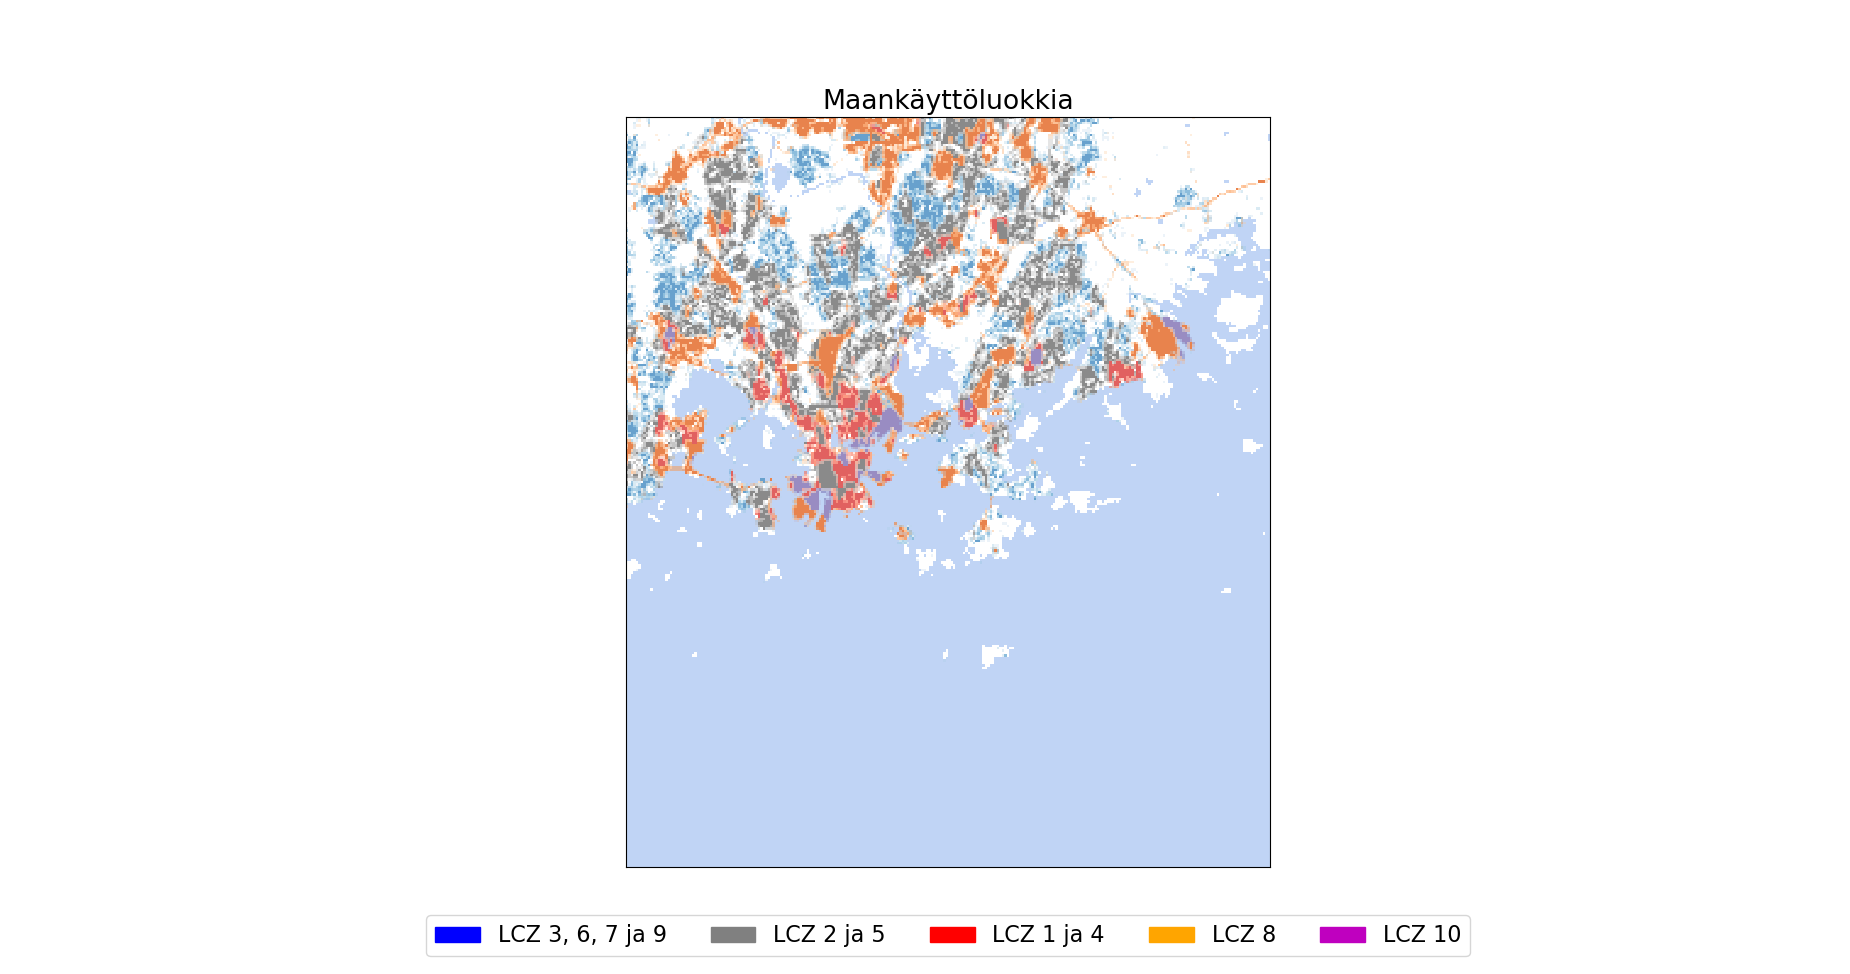 Maankäyttöluokkia
LCZ 3, 6, 7 ja 9 LCZ 2 ja 5 LCZ 1 ja 4 LCZ 8 LCZ 10